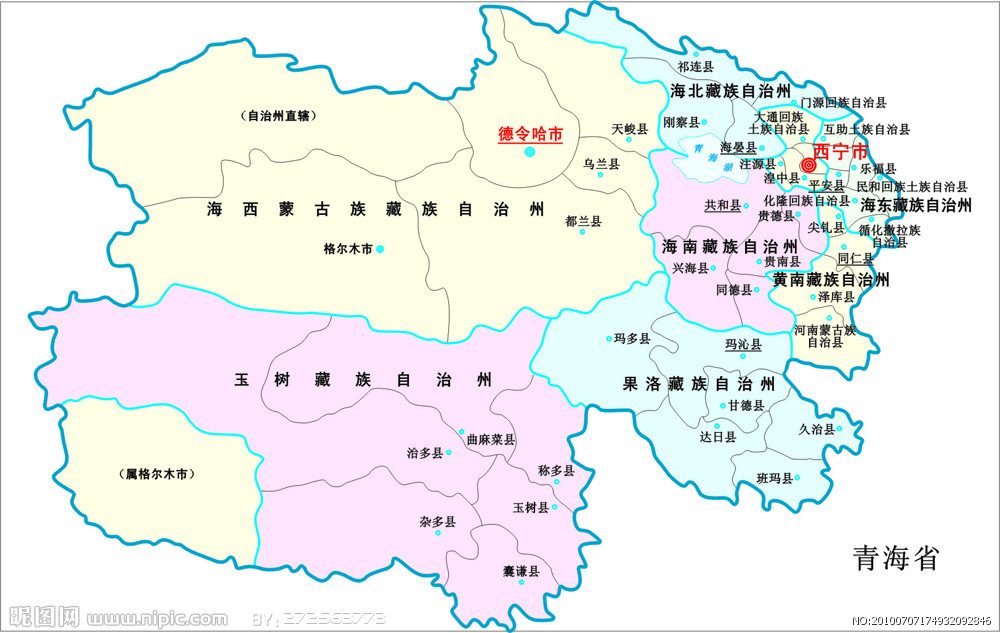 祁连县
海北藏族自治州
门源回族自治县
（自治州直辖）
大通回族
土族自治县
刚察县
互助土族自治县
德令哈市
天峻县
海晏县
西宁市
青海湖
乌兰县
注源县
乐福县
湟中县
平安县
民和回族土族自治县
海西蒙古族藏族自治州
共和县
化隆回族自治县
海东藏族自治州
贵德县
都兰县
尖钆县
循化撒拉族
自治县
格尔木市
海南藏族自治州
同仁县
兴海县
贵南县
黄南藏族自治州
同德县
泽库县
河南蒙古族
自治县
玛多县
玛沁县
玉树藏族自治州
果洛藏族自治州
甘德县
久治县
曲麻菜县
达日县
治多县
（属格尔木市）
称多县
班玛县
玉树县
杂多县
青海省
囊谦县
昵图网 www.nipic.com
BY: 272583773
NO:20100707174932092846